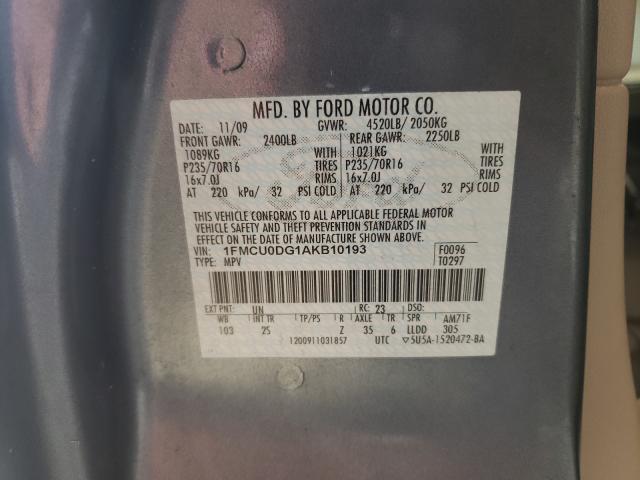 MFD. BY FORD MOTOR CO.
DATE: 11/09 GVWR: 4520LB/ 2050KG
FRONT GAWR: 2400LB REAR GAWR: 2250LB
1089KG WITH 1021KG WITH
P235/70R16 TIRES P235/70R16 TIRES
16x7.0J RIMS 16x7.0J RIMS
AT 220 kPa/ 32 PSI COLD AT 220 kPa/ 32 PSI COLD
THIS VEHICLE CONFORMS TO ALL APPLICABLE FEDERAL MOTOR
VEHICLE SAFETY AND THEFT PREVENTION STANDARDS IN
EFFECT ON THE DATE OF MANUFACTURE SHOWN ABOVE.
VIN: 1FMCU0DG1AKB10193 F0096
TYPE: MPV T0297
EXT PNT: UN RC: 23 DSO:
WB INT TR TP/PS R AXLE TR SPR AM71F
103 25 Z 35 6 LLDD 305
1200911031857 UTC 5U5A-1520472-BA